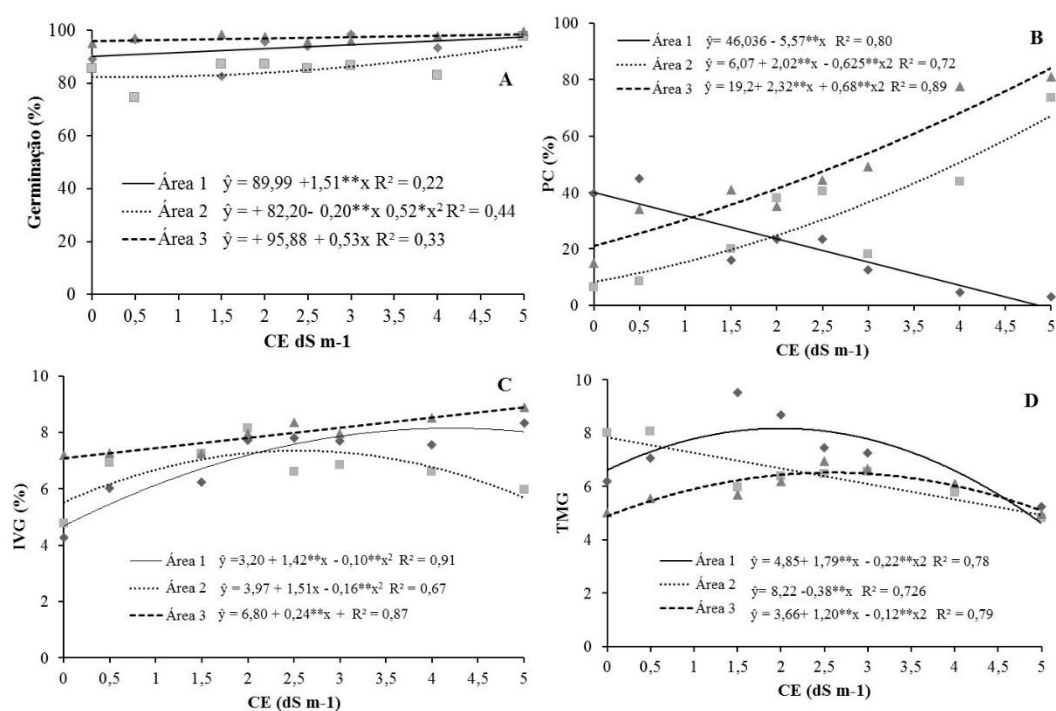 Germinação (%)
100
80
60
40
20
0
A
Área 1 ŷ = 89,99 +1,51**x R² = 0,22
Área 2 ŷ = + 82,20- 0,20**x 0,52*x² R² = 0,44
Área 3 ŷ = + 95,88 + 0,53x R² = 0,33
0 0,5 1 1,5 2 2,5 3 3,5 4 4,5 5
CE dS m-1
PC (%)
100
80
60
40
20
0
B
Área 1 ŷ= 46,036 - 5,57**x R² = 0,80
Área 2 ŷ = 6,07 + 2,02**x - 0,625**x2 R² = 0,72
Área 3 ŷ = 19,2+ 2,32**x + 0,68**x2 R² = 0,89
0 0,5 1 1,5 2 2,5 3 3,5 4 4,5 5
CE (dS m-1)
IVG (%)
10
8
6
4
2
0
C
Área 1 ŷ =3,20 + 1,42**x - 0,10**x² R² = 0,91
Área 2 ŷ = 3,97 + 1,51x - 0,16**x² R² = 0,67
Área 3 ŷ = 6,80 + 0,24**x + R² = 0,87
0 0,5 1 1,5 2 2,5 3 3,5 4 4,5 5
CE (dS m-1)
TMG
10
8
6
4
2
0
D
Área 1 ŷ = 4,85+ 1,79**x - 0,22**x2 R² = 0,78
Área 2 ŷ= 8,22 -0,38**x R² = 0,726
Área 3 ŷ = 3,66+ 1,20**x - 0,12**x2 R² = 0,79
0 0,5 1 1,5 2 2,5 3 3,5 4 4,5 5
CE (dS m-1)